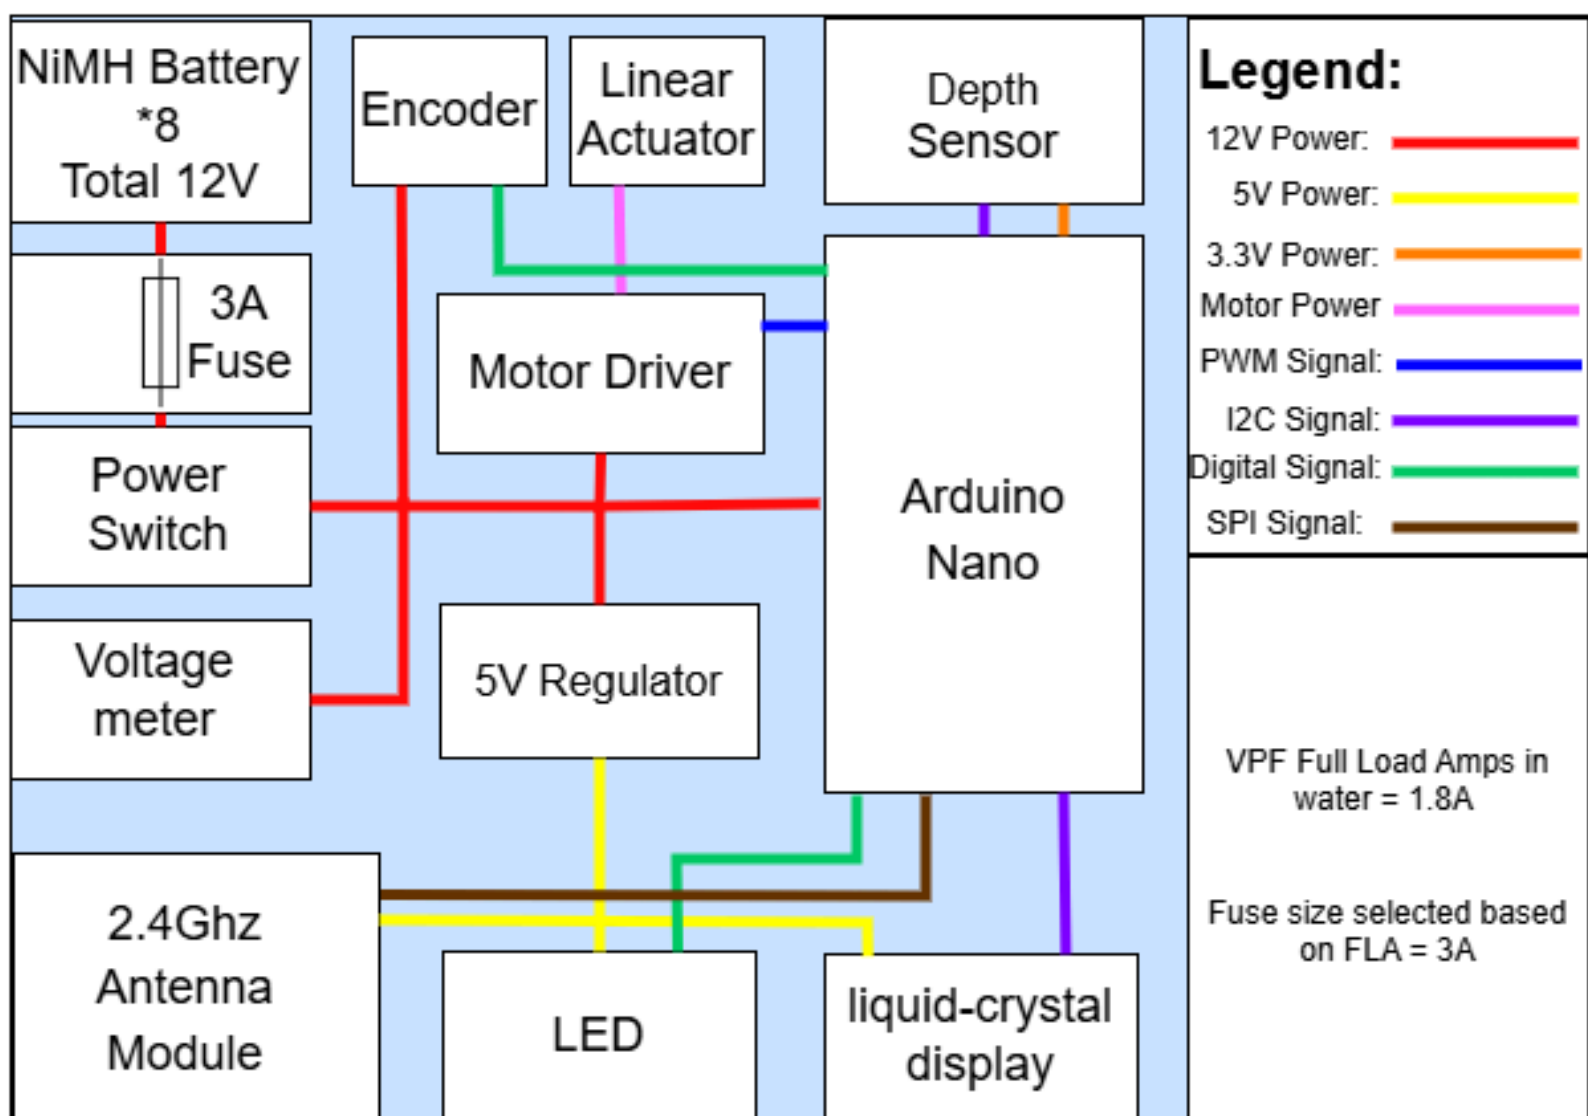 NiMH Battery
*8
Total 12V
3A
Fuse
Power
Switch
Voltage
meter
2.4Ghz
Antenna
Module
Encoder
Linear
Actuator
Motor Driver
5V Regulator
LED
Depth
Sensor
Arduino
Nano
liquid-crystal
display
Legend:
12V Power:
5V Power:
3.3V Power:
Motor Power
PWM Signal:
I2C Signal:
Digital Signal:
SPI Signal:
VPF Full Load Amps in
water = 1.8A
Fuse size selected based
on FLA = 3A